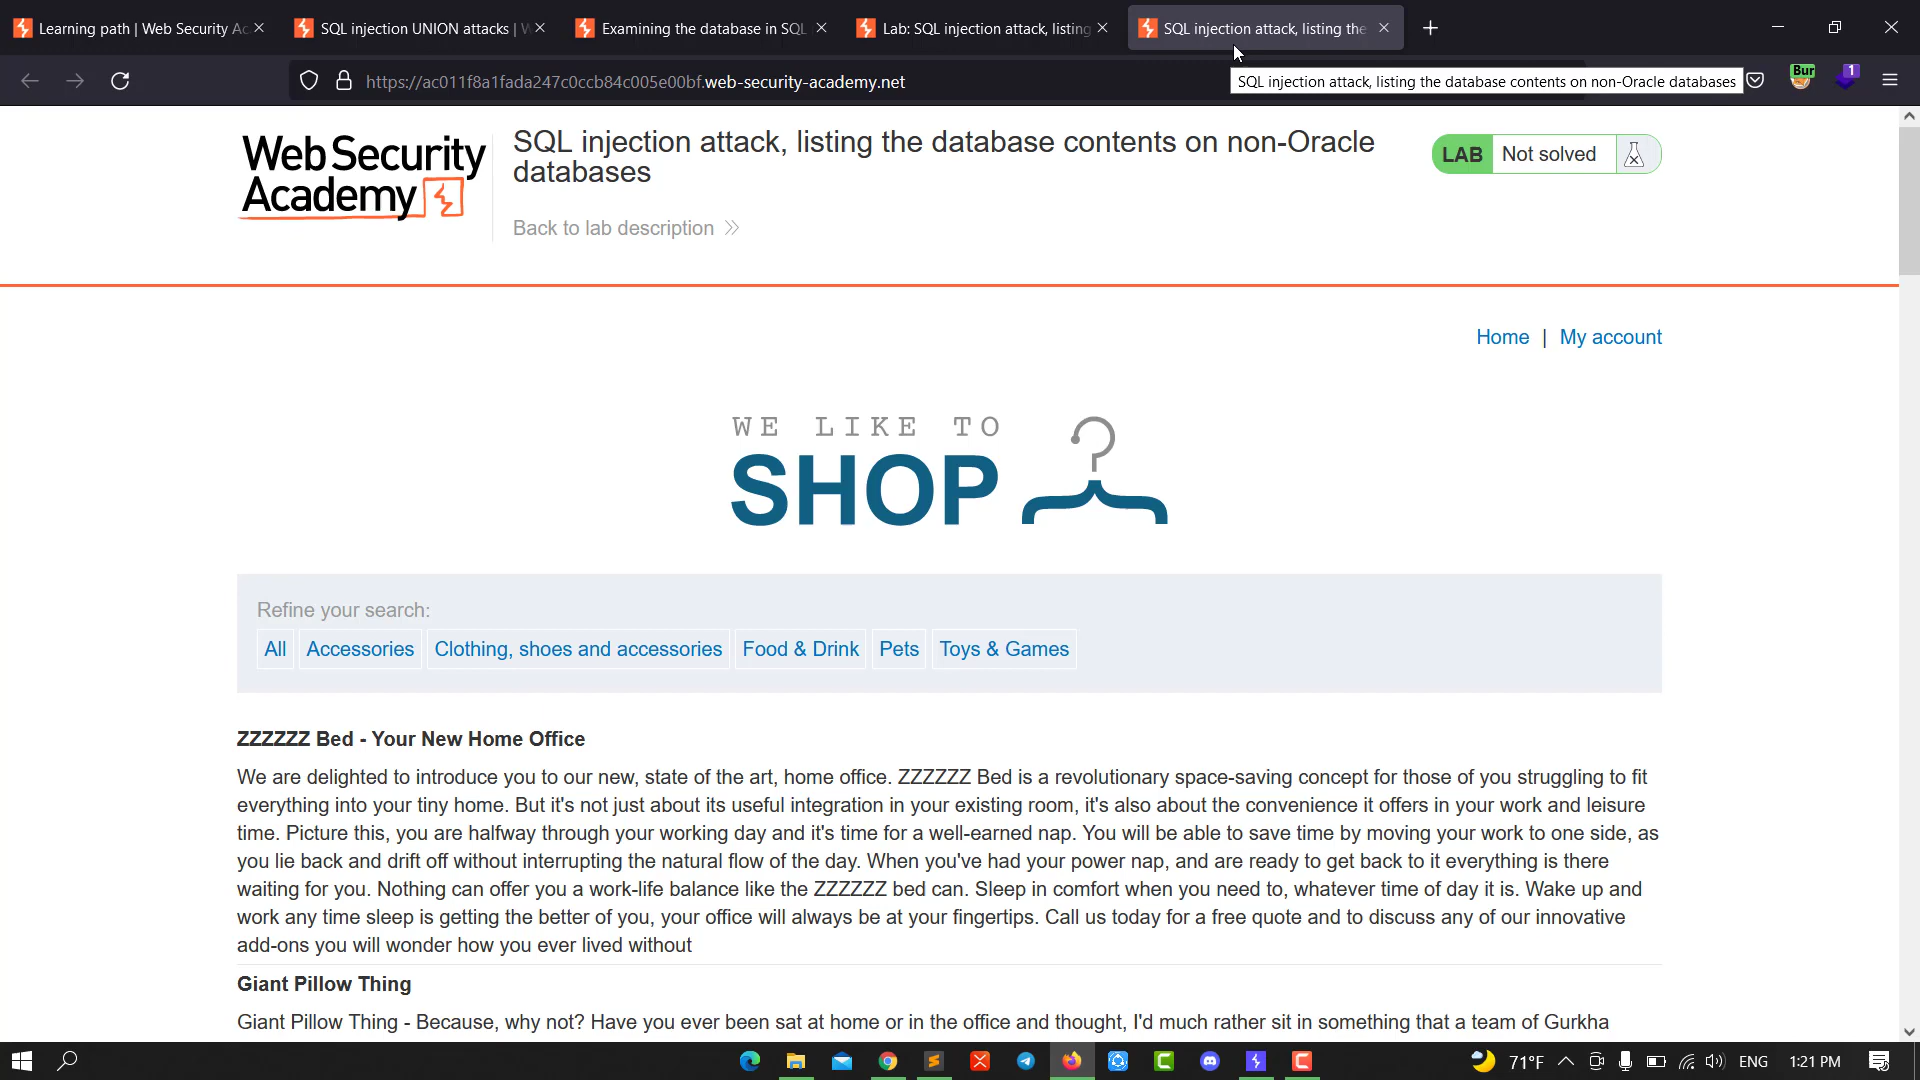 Learning path | Web Security Ac
SQL injection UNION attacks | W
Examining the database in SQL
Lab: SQL injection attack, listing
SQL injection attack, listing the
https://ac011f8a1fada247c0ccb84c005e00bf.web-security-academy.net
SQL injection attack, listing the database contents on non-Oracle databases
Bur
1
Web Security
Academy
SQL injection attack, listing the database contents on non-Oracle
databases
Back to lab description
LAB Not solved
Home | My account
WE LIKE TO
SHOP
Refine your search:
All Accessories Clothing, shoes and accessories Food & Drink Pets Toys & Games
ZZZZZZ Bed - Your New Home Office
We are delighted to introduce you to our new, state of the art, home office. ZZZZZZ Bed is a revolutionary space-saving concept for those of you struggling to fit
everything into your tiny home. But it's not just about its useful integration in your existing room, it's also about the convenience it offers in your work and leisure
time. Picture this, you are halfway through your working day and it's time for a well-earned nap. You will be able to save time by moving your work to one side, as
you lie back and drift off without interrupting the natural flow of the day. When you've had your power nap, and are ready to get back to it everything is there
waiting for you. Nothing can offer you a work-life balance like the ZZZZZZ bed can. Sleep in comfort when you need to, whatever time of day it is. Wake up and
work any time sleep is getting the better of you, your office will always be at your fingertips. Call us today for a free quote and to discuss any of our innovative
add-ons you will wonder how you ever lived without
Giant Pillow Thing
Giant Pillow Thing - Because, why not? Have you ever been sat at home or in the office and thought, I'd much rather sit in something that a team of Gurkha
71°F
ENG
1:21 PM